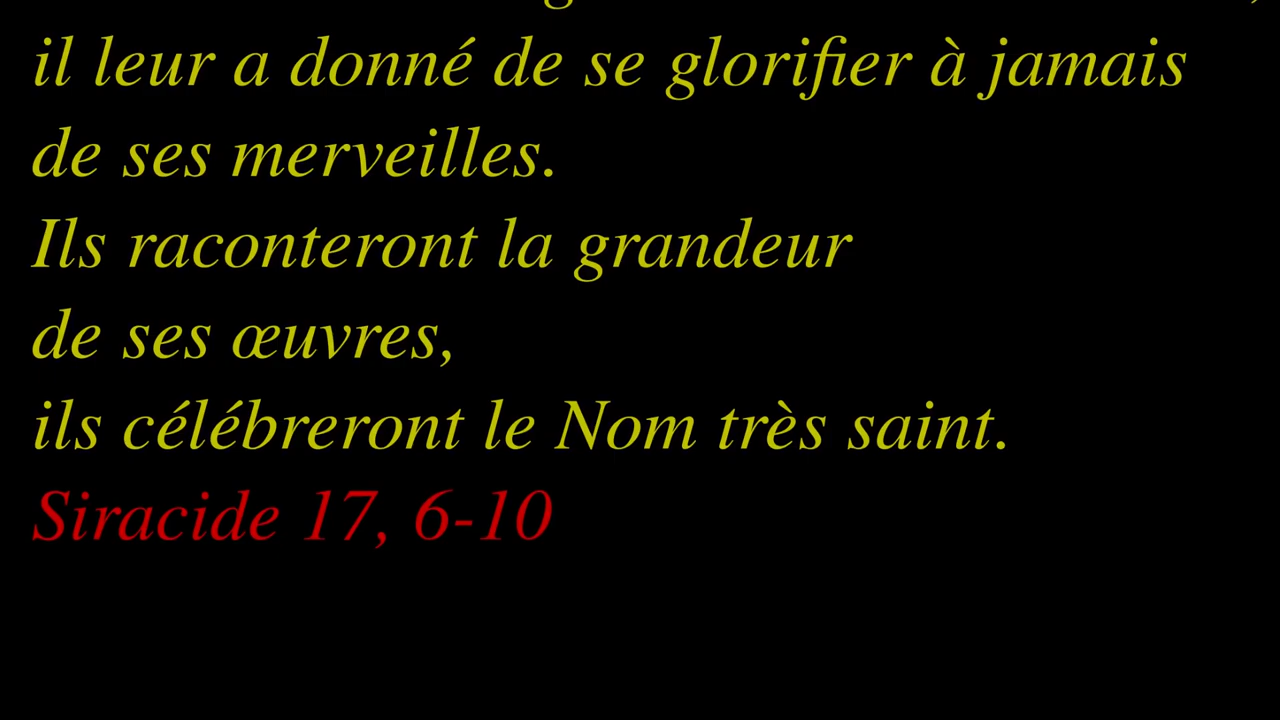 il leur a donné de se glorifier à jamais
de ses merveilles.
Ils raconteront la grandeur
de ses œuvres,
ils célébreront le Nom très saint.
Siracide 17, 6-10